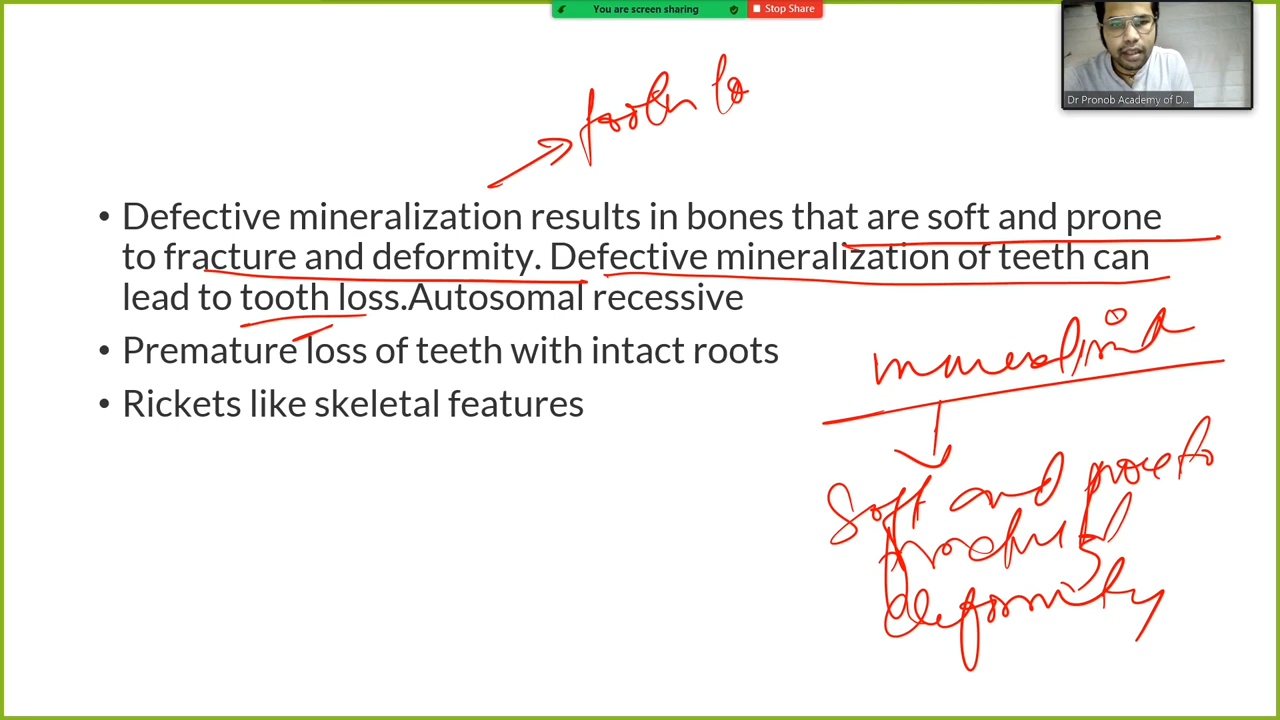 You are screen sharing
Stop Share
Dr Pronob Academy of D...
tooth lo
• Defective mineralization results in bones that are soft and prone
to fracture and deformity. Defective mineralization of teeth can
lead to tooth loss.Autosomal recessive
• Premature loss of teeth with intact roots
• Rickets like skeletal features
soft and prone to
deformity